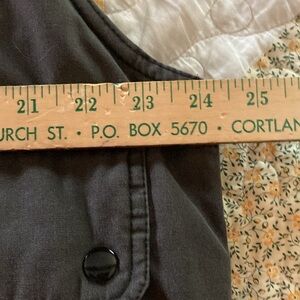 21 22 23 24 25
URCH ST. • P.O. BOX 5670 • CORTLAN